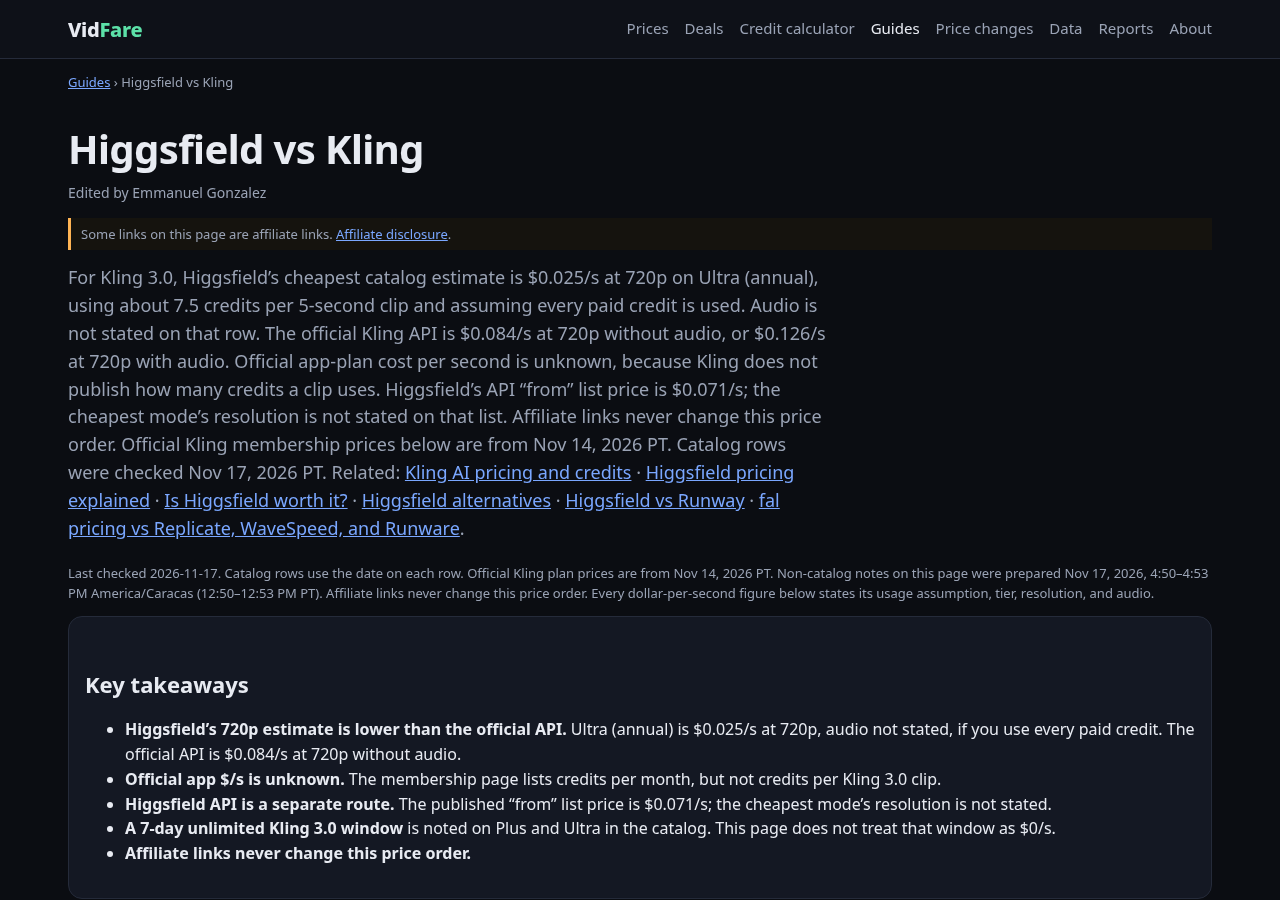 VidFare
Prices Deals Credit calculator Guides Price changes Data Reports About
Guides › Higgsfield vs Kling
Higgsfield vs Kling
Edited by Emmanuel Gonzalez
Some links on this page are affiliate links. Affiliate disclosure.
For Kling 3.0, Higgsfield’s cheapest catalog estimate is $0.025/s at 720p on Ultra (annual),
using about 7.5 credits per 5-second clip and assuming every paid credit is used. Audio is
not stated on that row. The official Kling API is $0.084/s at 720p without audio, or $0.126/s
at 720p with audio. Official app-plan cost per second is unknown, because Kling does not
publish how many credits a clip uses. Higgsfield’s API “from” list price is $0.071/s; the
cheapest mode’s resolution is not stated on that list. Affiliate links never change this price
order. Official Kling membership prices below are from Nov 14, 2026 PT. Catalog rows
were checked Nov 17, 2026 PT. Related: Kling AI pricing and credits · Higgsfield pricing
explained · Is Higgsfield worth it? · Higgsfield alternatives · Higgsfield vs Runway · fal
pricing vs Replicate, WaveSpeed, and Runware.
Last checked 2026-11-17. Catalog rows use the date on each row. Official Kling plan prices are from Nov 14, 2026 PT. Non-catalog notes on this page were prepared Nov 17, 2026, 4:50–4:53
PM America/Caracas (12:50–12:53 PM PT). Affiliate links never change this price order. Every dollar-per-second figure below states its usage assumption, tier, resolution, and audio.
Key takeaways
• Higgsfield’s 720p estimate is lower than the official API. Ultra (annual) is $0.025/s at 720p, audio not stated, if you use every paid credit. The
official API is $0.084/s at 720p without audio.
• Official app $/s is unknown. The membership page lists credits per month, but not credits per Kling 3.0 clip.
• Higgsfield API is a separate route. The published “from” list price is $0.071/s; the cheapest mode’s resolution is not stated.
• A 7-day unlimited Kling 3.0 window is noted on Plus and Ultra in the catalog. This page does not treat that window as $0/s.
• Affiliate links never change this price order.